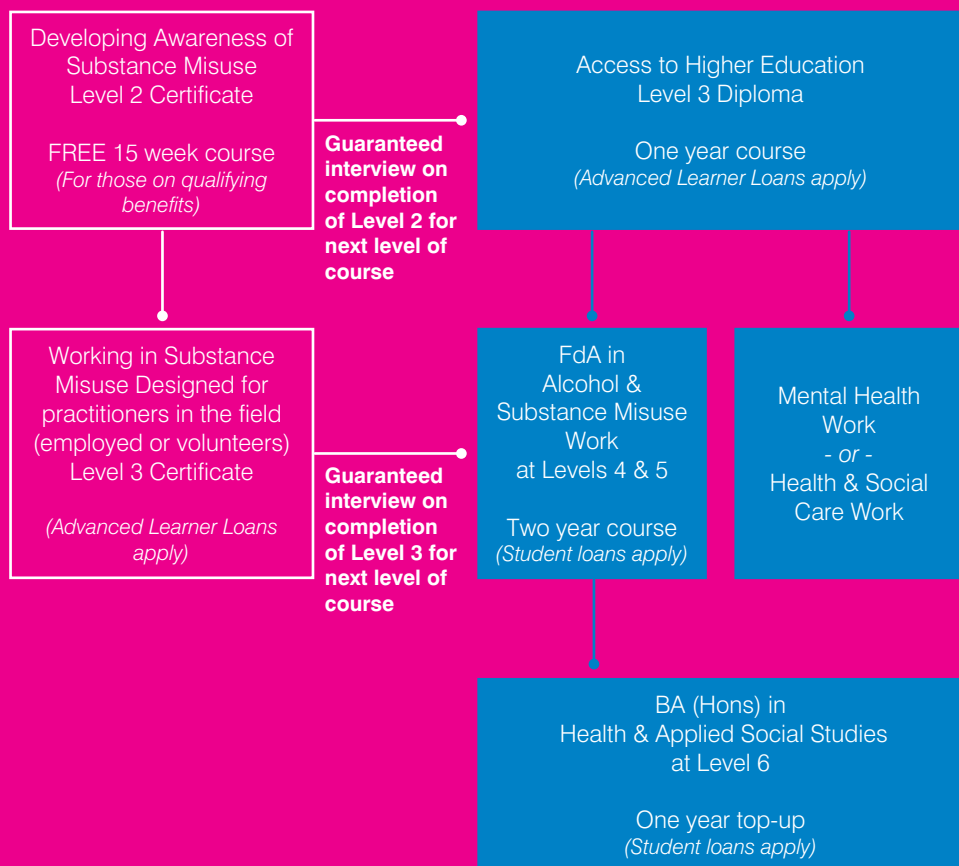 Developing Awareness of
Substance Misuse
Level 2 Certificate
FREE 15 week course
(For those on qualifying
benefits)
Guaranteed
interview on
completion
of Level 2 for
next level of
course
Access to Higher Education
Level 3 Diploma
One year course
(Advanced Learner Loans apply)
Working in Substance
Misuse Designed for
practitioners in the field
(employed or volunteers)
Level 3 Certificate
(Advanced Learner Loans
apply)
Guaranteed
interview on
completion
of Level 3 for
next level of
course
FdA in
Alcohol &
Substance Misuse
Work
at Levels 4 & 5
Two year course
(Student loans apply)
Mental Health
Work
- or -
Health & Social
Care Work
BA (Hons) in
Health & Applied Social Studies
at Level 6
One year top-up
(Student loans apply)